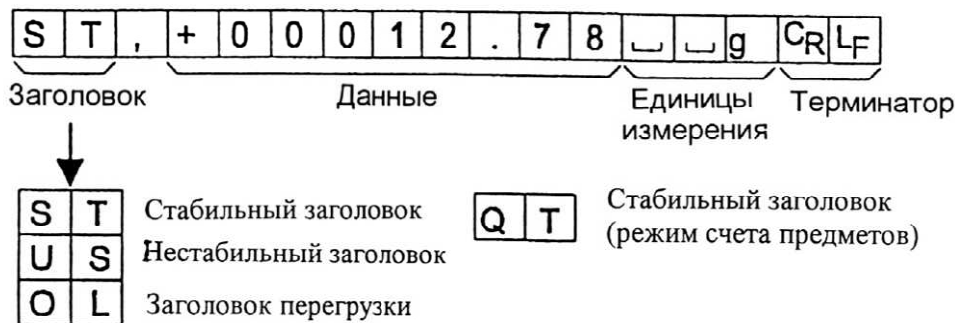 S T , + 0 0 0 1 2 . 7 8 ␣ ␣ g CR LF
Заголовок Данные Единицы измерения Терминатор
S T Стабильный заголовок
U S Нестабильный заголовок
O L Заголовок перегрузки
Q T Стабильный заголовок
(режим счета предметов)